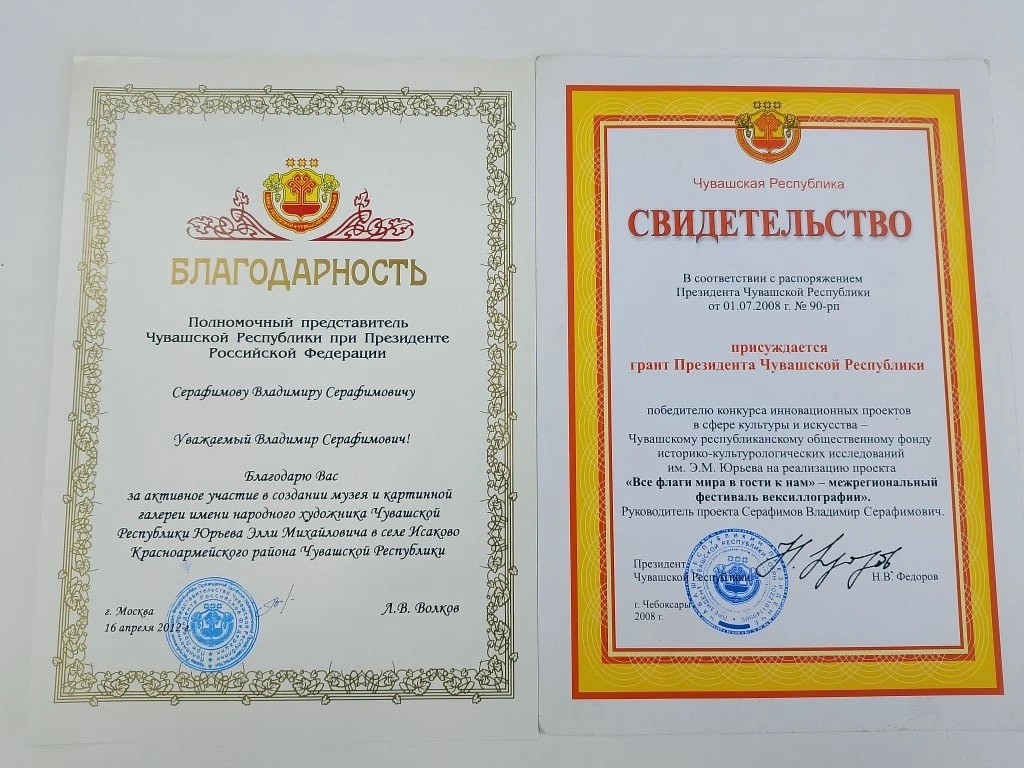 БЛАГОДАРНОСТЬ
Полномочный представитель
Чувашской Республики при Президенте
Российской Федерации
Серафимову Владимиру Серафимовичу
Уважаемый Владимир Серафимович!
Благодарю Вас
за активное участие в создании музея и картинной
галереи имени народного художника Чувашской
Республики Юрьева Элли Михайловича в селе Исаково
Красноармейского района Чувашской Республики
г. Москва
16 апреля 2012 г.
Л.В. Волков
Чувашская Республика
СВИДЕТЕЛЬСТВО
В соответствии с распоряжением
Президента Чувашской Республики
от 01.07.2008 г. № 90-рп
присуждается
грант Президента Чувашской Республики
победителю конкурса инновационных проектов
в сфере культуры и искусства –
Чувашскому республиканскому общественному фонду
историко-культурологических исследований
им. Э.М. Юрьева на реализацию проекта
«Все флаги мира в гости к нам» – межрегиональный
фестиваль вексиллографии».
Руководитель проекта Серафимов Владимир Серафимович.
Президент
Чувашской Республики
Н.В. Федоров
г. Чебоксары
2008 г.